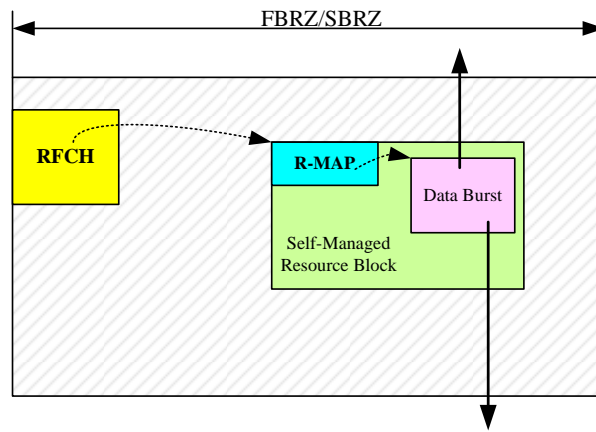 FBRZ/SBRZ
RFCH
R-MAP
Data Burst
Self-Managed
Resource Block